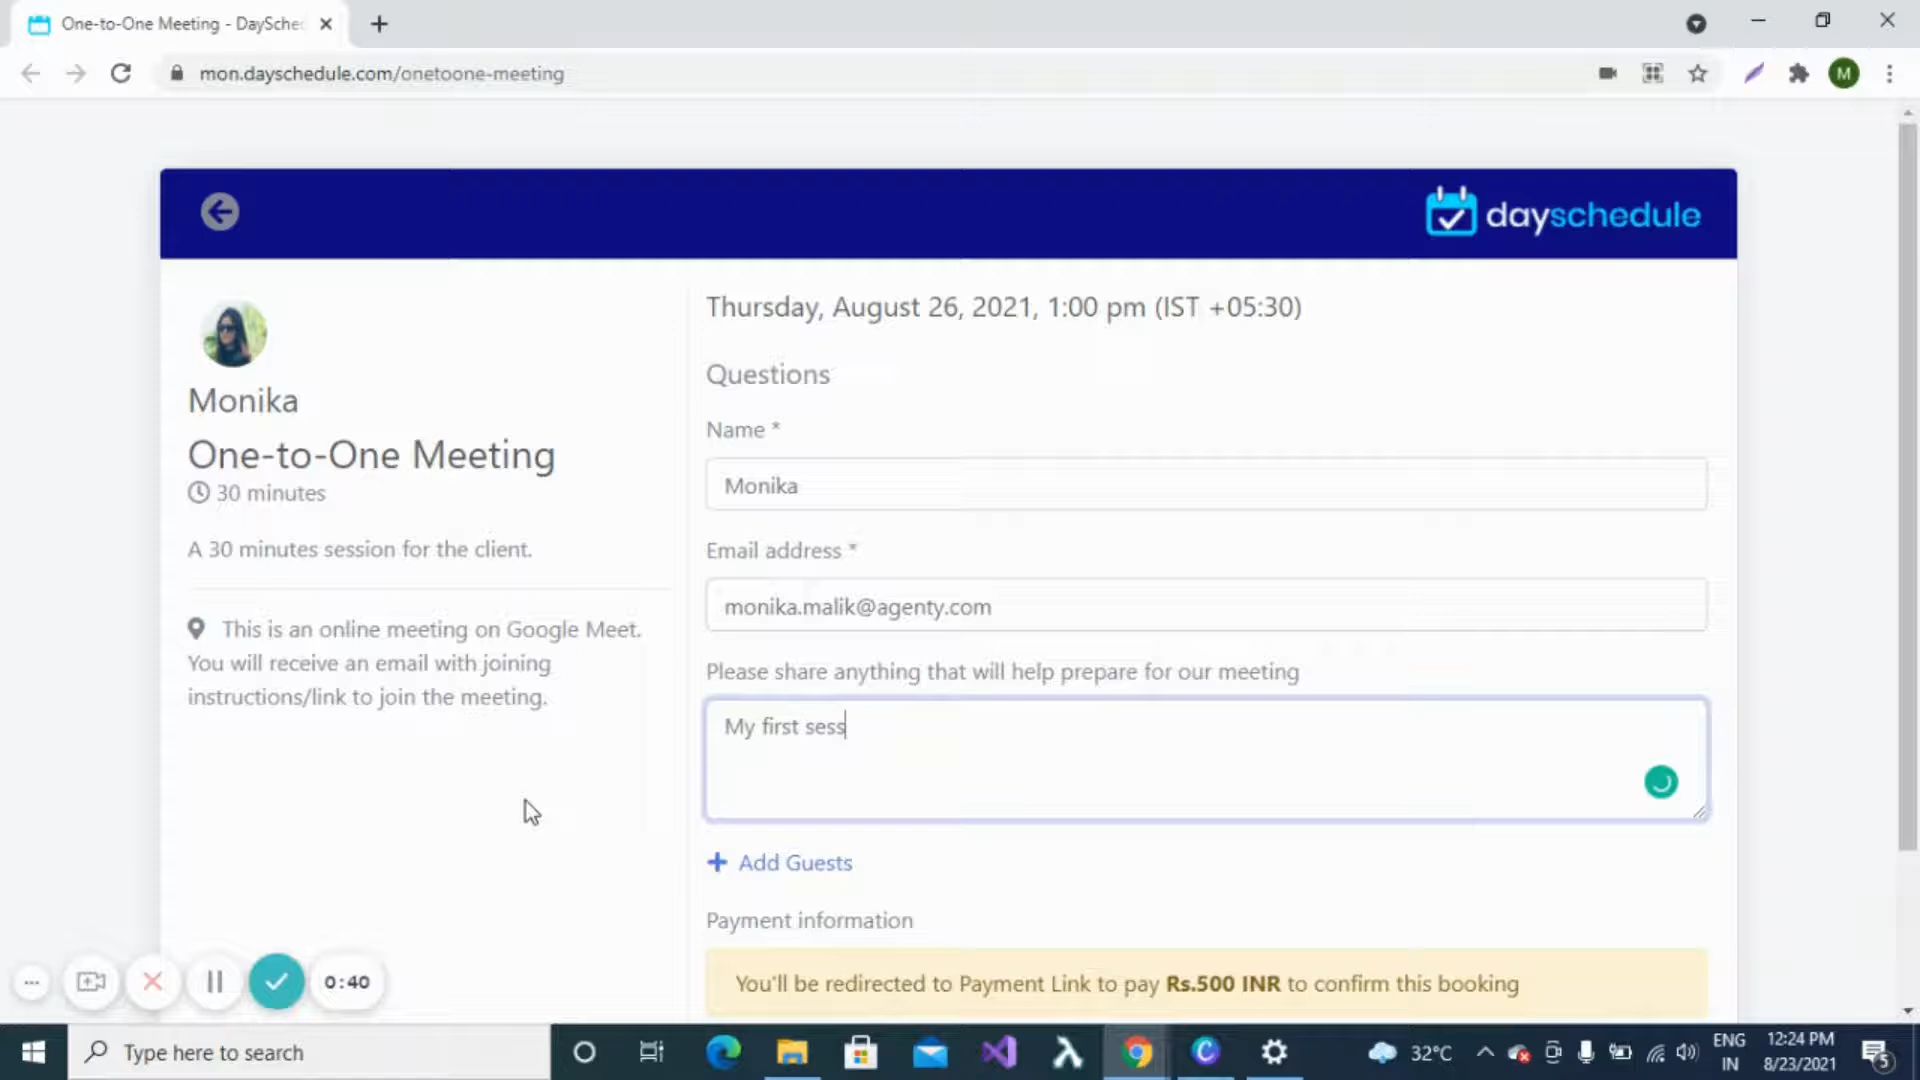 One-to-One Meeting - DaySche
mon.dayschedule.com/onetoone-meeting
M
dayschedule
Monika
One-to-One Meeting
30 minutes
A 30 minutes session for the client.
This is an online meeting on Google Meet.
You will receive an email with joining
instructions/link to join the meeting.
Thursday, August 26, 2021, 1:00 pm (IST +05:30)
Questions
Name *
Monika
Email address *
monika.malik@agenty.com
Please share anything that will help prepare for our meeting
My first sess
+ Add Guests
Payment information
You'll be redirected to Payment Link to pay Rs.500 INR to confirm this booking
0:40
Type here to search
C
32°C
ENG
IN
12:24 PM
8/23/2021
5